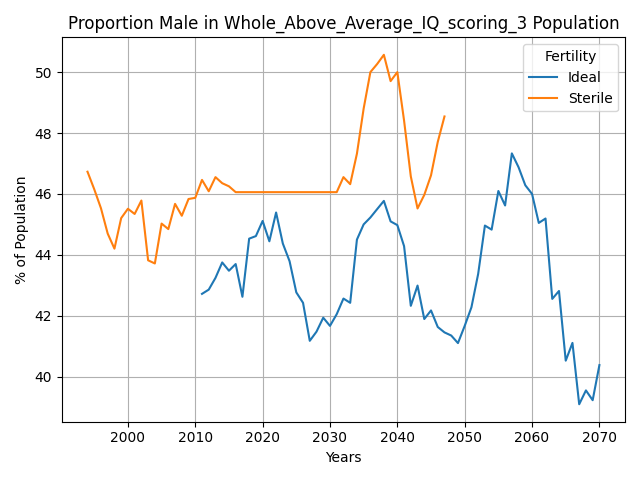 Proportion Male in Whole_Above_Average_IQ_scoring_3 Population
Fertility
Ideal
Sterile
% of Population
50
48
46
44
42
40
2000 2010 2020 2030 2040 2050 2060 2070
Years